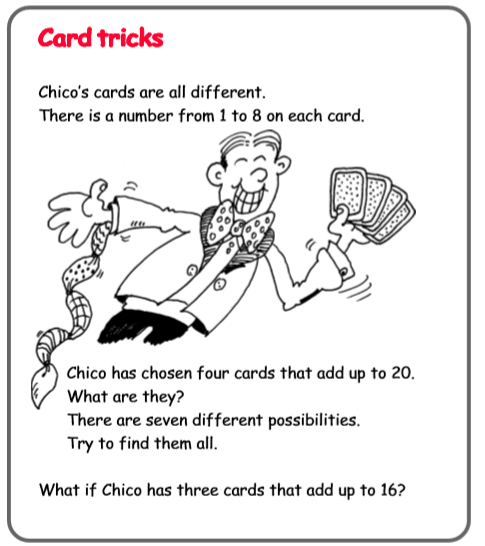 Card tricks
Chico's cards are all different.
There is a number from 1 to 8 on each card.
Chico has chosen four cards that add up to 20.
What are they?
There are seven different possibilities.
Try to find them all.
What if Chico has three cards that add up to 16?